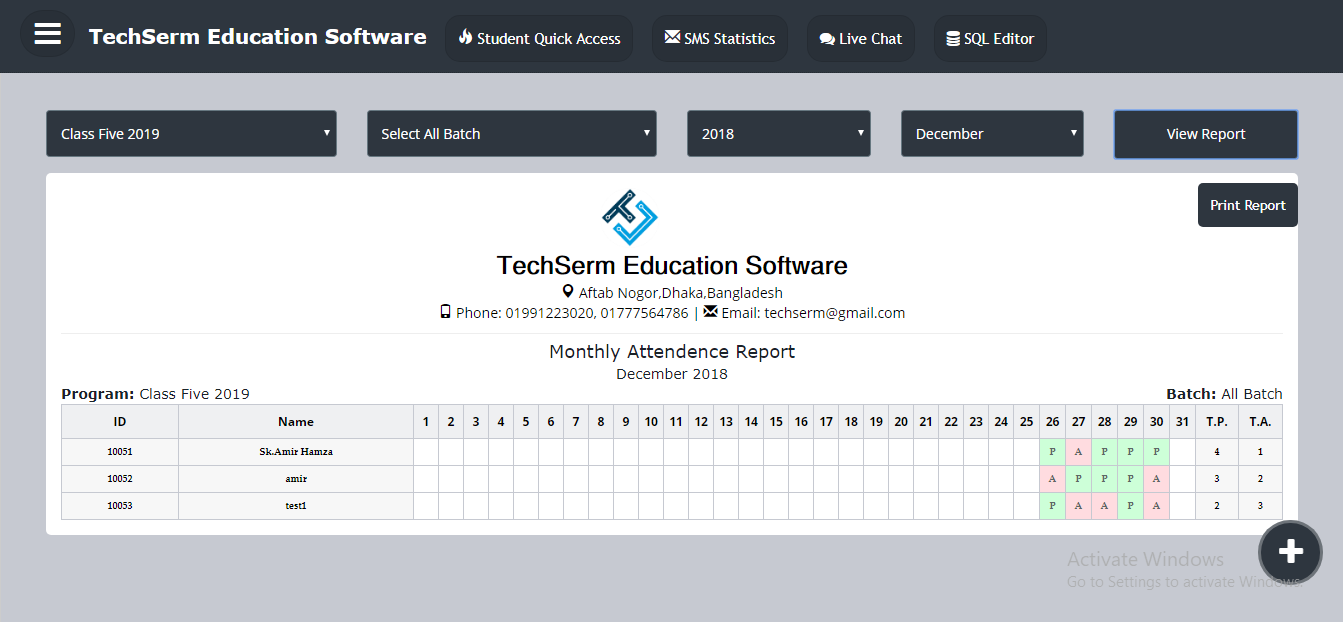 TechSerm Education Software Student Quick Access SMS Statistics Live Chat SQL Editor
Class Five 2019 Select All Batch 2018 December View Report
Print Report
TechSerm Education Software
Aftab Nogor,Dhaka,Bangladesh
Phone: 01991223020, 01777564786 | Email: techserm@gmail.com
Monthly Attendence Report
December 2018
Program: Class Five 2019 Batch: All Batch
ID Name 1 2 3 4 5 6 7 8 9 10 11 12 13 14 15 16 17 18 19 20 21 22 23 24 25 26 27 28 29 30 31 T.P. T.A.
10051 Sk.Amir Hamza P A P P P 4 1
10052 amir A P P P A 3 2
10053 test1 P A A P A 2 3
Activate Windows
Go to Settings to activate Windows.